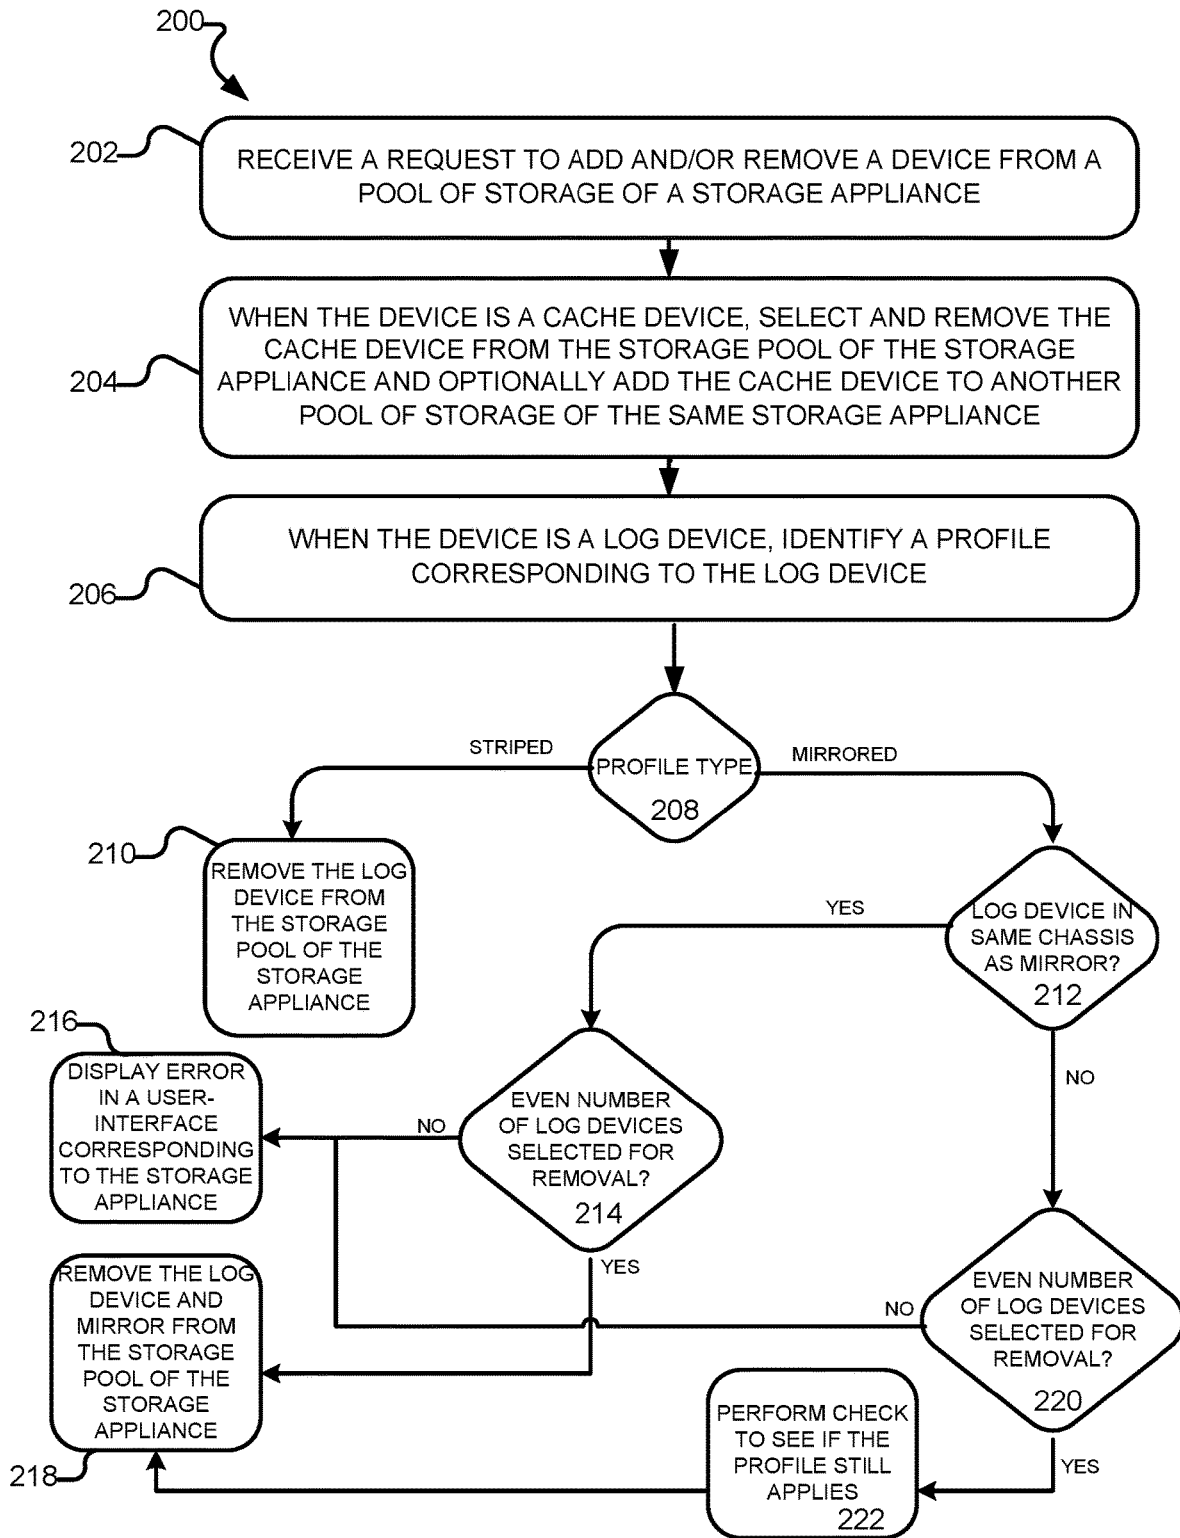 200
202
RECEIVE A REQUEST TO ADD AND/OR REMOVE A DEVICE FROM A
POOL OF STORAGE OF A STORAGE APPLIANCE
204
WHEN THE DEVICE IS A CACHE DEVICE, SELECT AND REMOVE THE
CACHE DEVICE FROM THE STORAGE POOL OF THE STORAGE
APPLIANCE AND OPTIONALLY ADD THE CACHE DEVICE TO ANOTHER
POOL OF STORAGE OF THE SAME STORAGE APPLIANCE
206
WHEN THE DEVICE IS A LOG DEVICE, IDENTIFY A PROFILE
CORRESPONDING TO THE LOG DEVICE
STRIPED
PROFILE TYPE
208
MIRRORED
210
REMOVE THE LOG
DEVICE FROM
THE STORAGE
POOL OF THE
STORAGE
APPLIANCE
YES
LOG DEVICE IN
SAME CHASSIS
AS MIRROR?
212
NO
216
DISPLAY ERROR
IN A USER-
INTERFACE
CORRESPONDING
TO THE STORAGE
APPLIANCE
NO
EVEN NUMBER
OF LOG DEVICES
SELECTED FOR
REMOVAL?
214
YES
REMOVE THE LOG
DEVICE AND
MIRROR FROM
THE STORAGE
POOL OF THE
STORAGE
APPLIANCE
218
NO
EVEN NUMBER
OF LOG DEVICES
SELECTED FOR
REMOVAL?
220
YES
PERFORM CHECK
TO SEE IF THE
PROFILE STILL
APPLIES
222